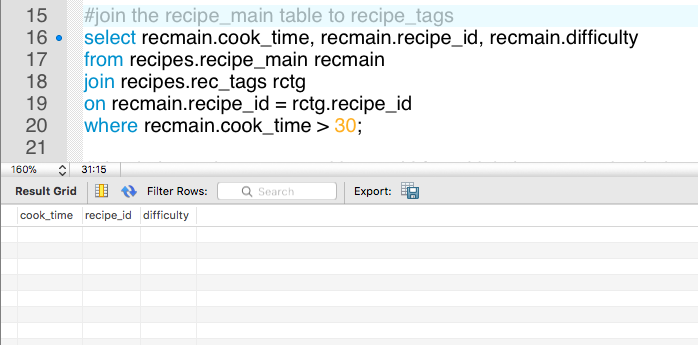 15 #join the recipe_main table to recipe_tags
16 select recmain.cook_time, recmain.recipe_id, recmain.difficulty
17 from recipes.recipe_main recmain
18 join recipes.rec_tags rctg
19 on recmain.recipe_id = rctg.recipe_id
20 where recmain.cook_time > 30;
21
160% 31:15
Result Grid Filter Rows: Search Export:
cook_time recipe_id difficulty